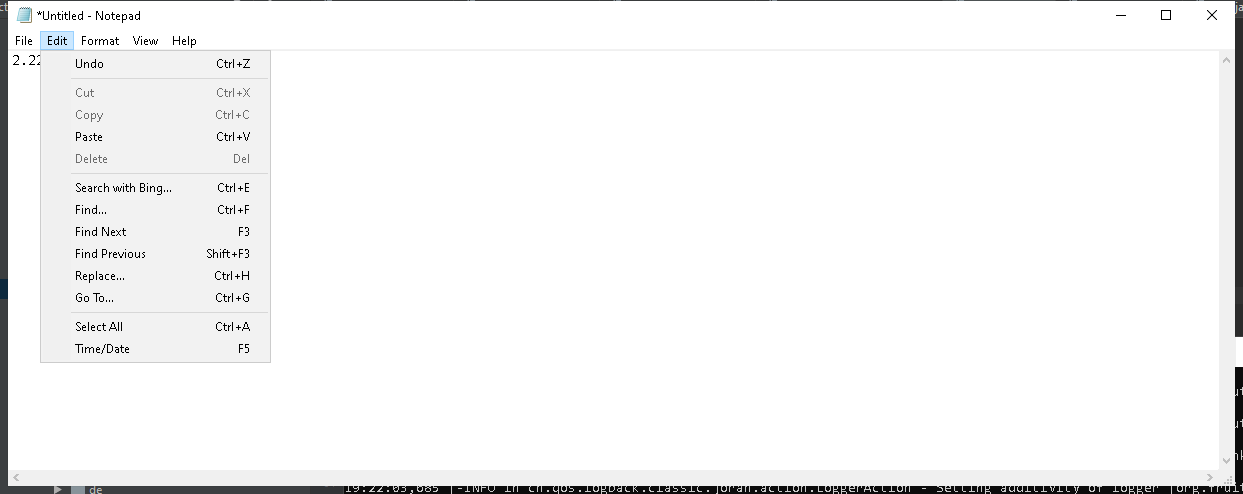 *Untitled - Notepad
File Edit Format View Help
2.22
Undo Ctrl+Z
Cut Ctrl+X
Copy Ctrl+C
Paste Ctrl+V
Delete Del
Search with Bing... Ctrl+E
Find... Ctrl+F
Find Next F3
Find Previous Shift+F3
Replace... Ctrl+H
Go To... Ctrl+G
Select All Ctrl+A
Time/Date F5
de
19:22:03,685 |-INFO in ch.qos.logback.classic.joran.action.LoggerAction - Setting additivity of logger